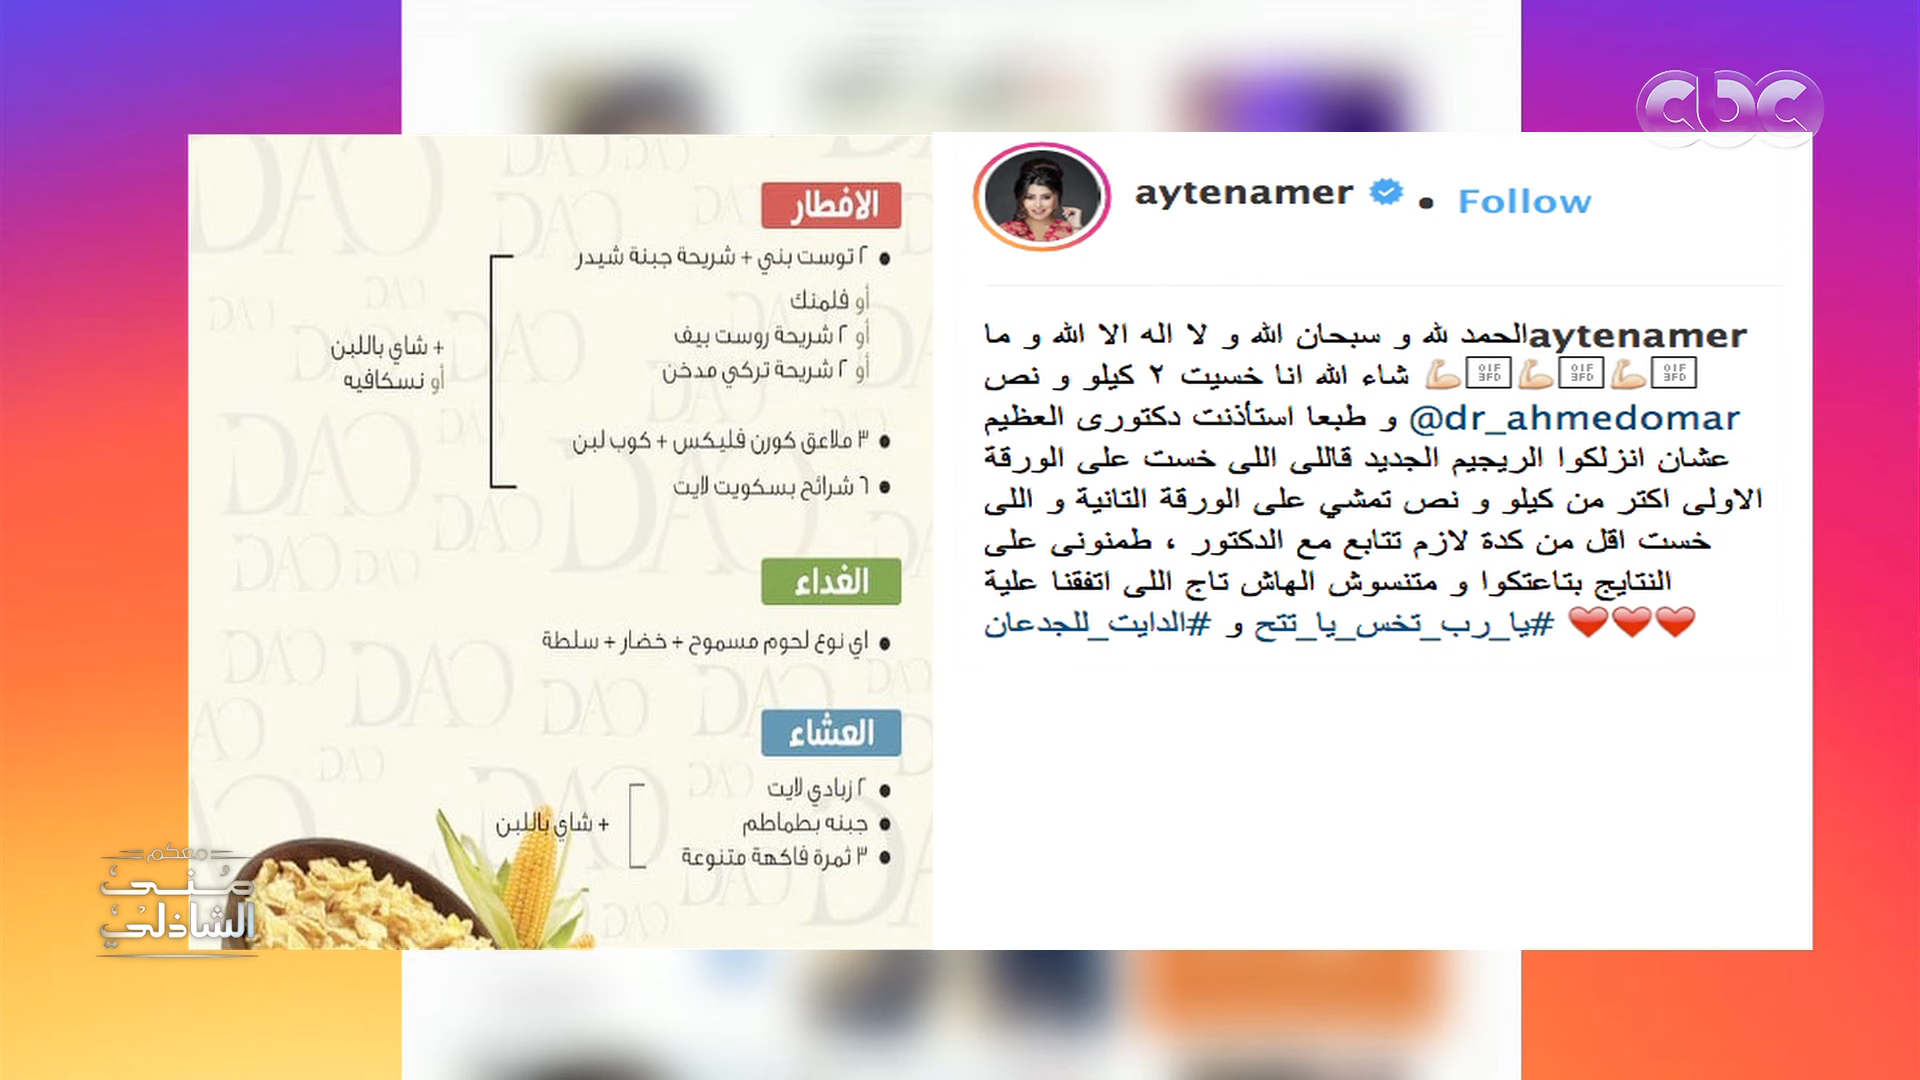 cbc
الافطار
٢ توست بني + شريحة جبنة شيدر
أو فلمنك
أو ٢ شريحة روست بيف
أو ٢ شريحة تركي مدخن
+ شاي باللبن
أو نسكافيه
٣ ملاعق كورن فليكس + كوب لبن
٦ شرائح بسكويت لايت
الغداء
اي نوع لحوم مسموح + خضار + سلطة
العشاء
٢ زبادي لايت
جبنه بطماطم
+ شاي باللبن
٣ ثمرة فاكهة متنوعة
aytenamer • Follow
aytenamerالحمد لله و سبحان الله و لا اله الا الله و ما
شاء الله انا خسيت ٢ كيلو و نص 💪🏻💪🏻💪🏻
و طبعا استأذنت دكتورى العظيم @dr_ahmedomar
عشان انزلكوا الريجيم الجديد قاللى اللى خست على الورقة
الاولى اكتر من كيلو و نص تمشي على الورقة التانية و اللى
خست اقل من كدة لازم تتابع مع الدكتور ، طمنونى على
النتايج بتاعتكوا و متنسوش الهاش تاج اللى اتفقنا علية
❤️❤️❤️ #يا_رب_تخس_يا_تتح و #الدايت_للجدعان
معكم
منى
الشاذلي
DAO